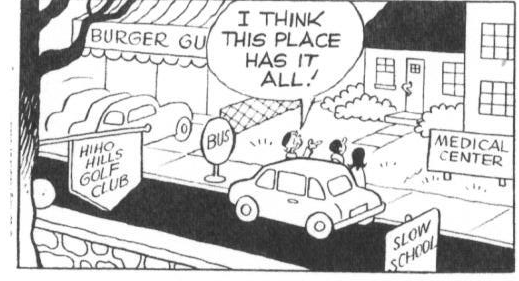 BURGER GU
I THINK
THIS PLACE
HAS IT
ALL!
BUS
HIHO
HILLS
GOLF
CLUB
MEDICAL
CENTER
SLOW
SCHOOL